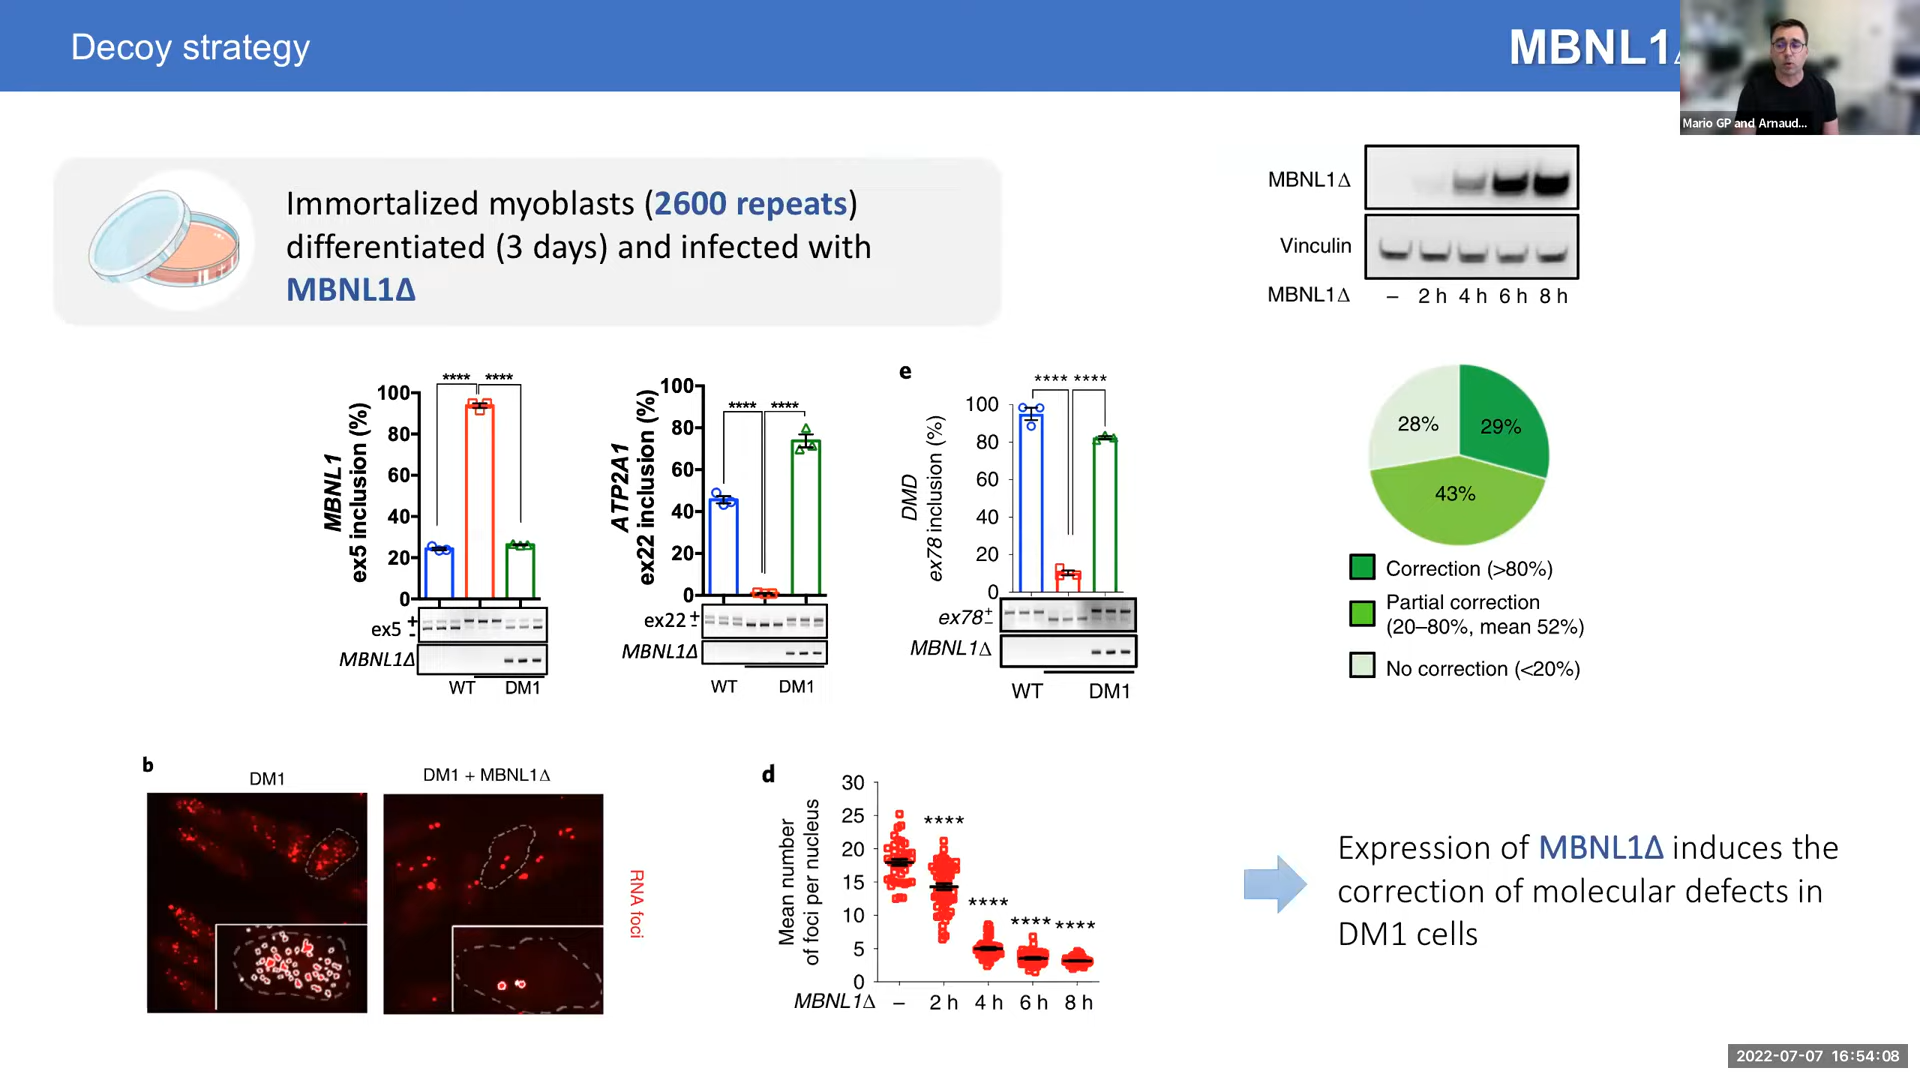 Decoy strategy
MBNL1Δ
Mario GP and Arnaud...
Immortalized myoblasts (2600 repeats)
differentiated (3 days) and infected with
MBNL1Δ
MBNL1Δ
Vinculin
MBNL1Δ – 2 h 4 h 6 h 8 h
MBNL1
ex5 inclusion (%)
100
80
60
40
20
0
**** ****
ex5 +
-
MBNL1Δ
WT DM1
ATP2A1
ex22 inclusion (%)
100
80
60
40
20
0
**** ****
ex22 +
-
MBNL1Δ
WT DM1
e
DMD
ex78 inclusion (%)
100
80
60
40
20
0
**** ****
ex78 +
–
MBNL1Δ
WT DM1
28%
29%
43%
Correction (>80%)
Partial correction
(20–80%, mean 52%)
No correction (<20%)
b
DM1
DM1 + MBNL1Δ
RNA foci
d
Mean number
of foci per nucleus
30
25
20
15
10
5
0
**** **** **** ****
MBNL1Δ – 2 h 4 h 6 h 8 h
Expression of MBNL1Δ induces the
correction of molecular defects in
DM1 cells
2022-07-07 16:54:08